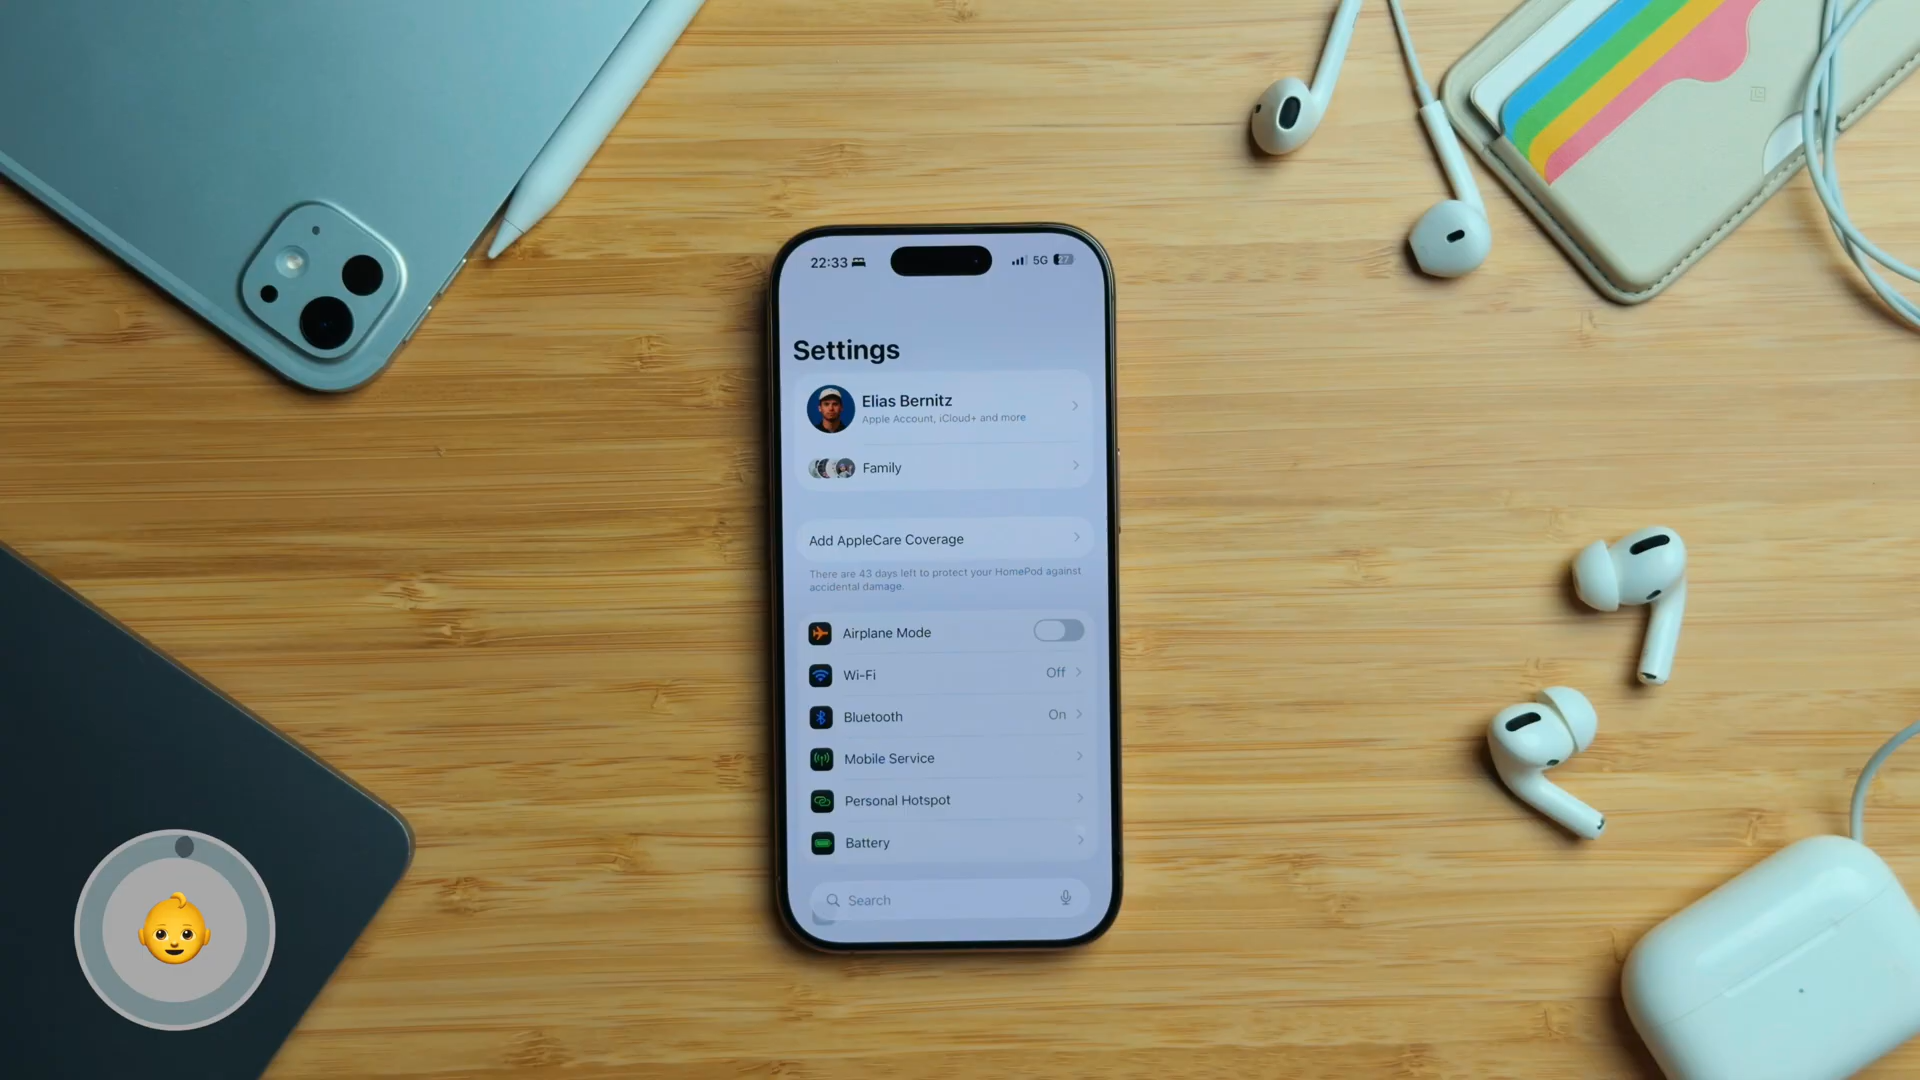 22:33 5G 27
Settings
Elias Bernitz
Apple Account, iCloud+ and more
Family
Add AppleCare Coverage
There are 43 days left to protect your HomePod against
accidental damage.
Airplane Mode
Wi-Fi Off
Bluetooth On
Mobile Service
Personal Hotspot
Battery
Search